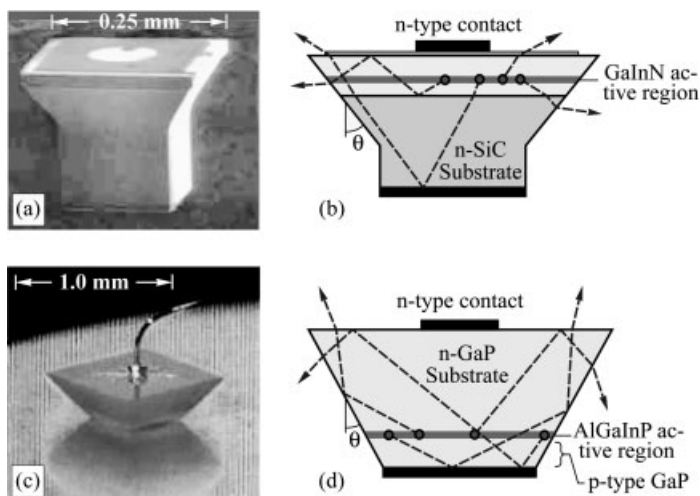 0.25 mm
(a)
n-type contact
GaInN ac-
tive region
θ
n-SiC
Substrate
(b)
1.0 mm
(c)
n-type contact
n-GaP
Substrate
θ
AlGaInP ac-
tive region
p-type GaP
(d)